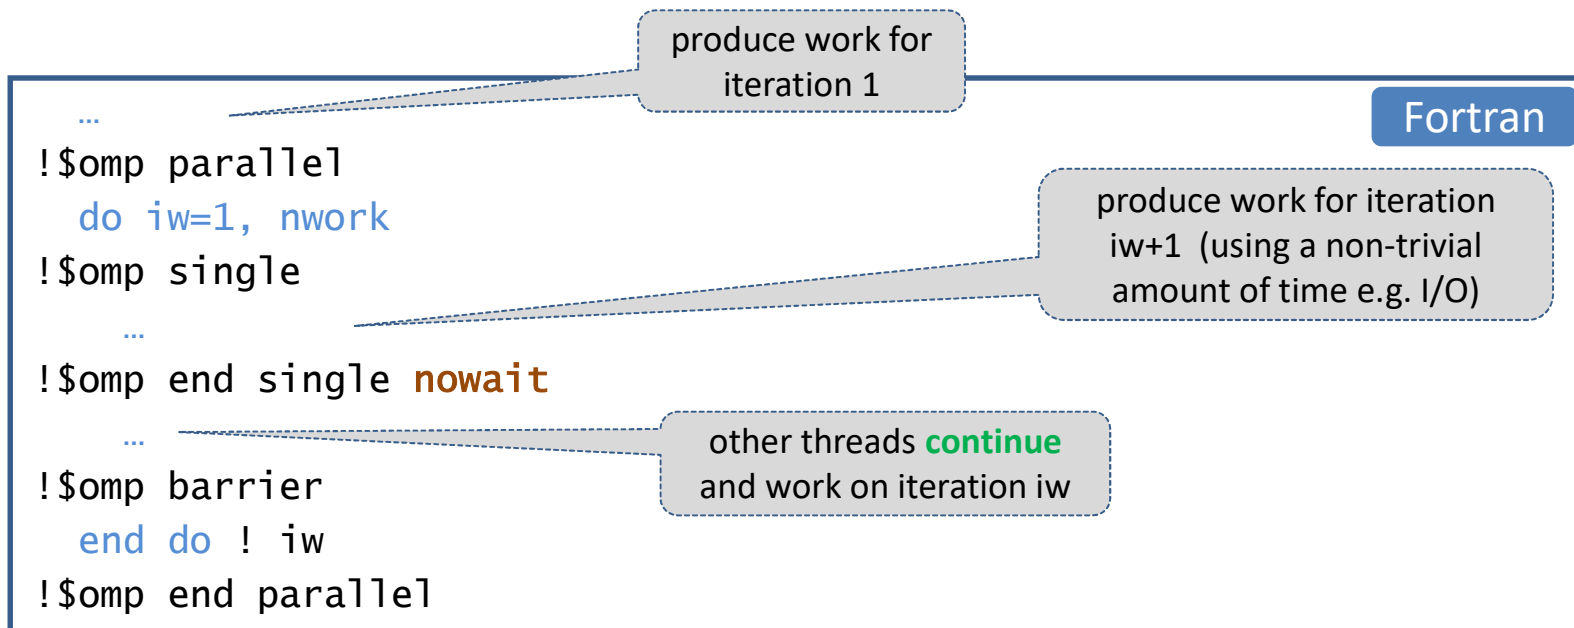 produce work for
iteration 1
Fortran
…
!$omp parallel
do iw=1, nwork
!$omp single
produce work for iteration
iw+1 (using a non-trivial
amount of time e.g. I/O)
…
!$omp end single nowait
…
other threads continue
and work on iteration iw
!$omp barrier
end do ! iw
!$omp end parallel